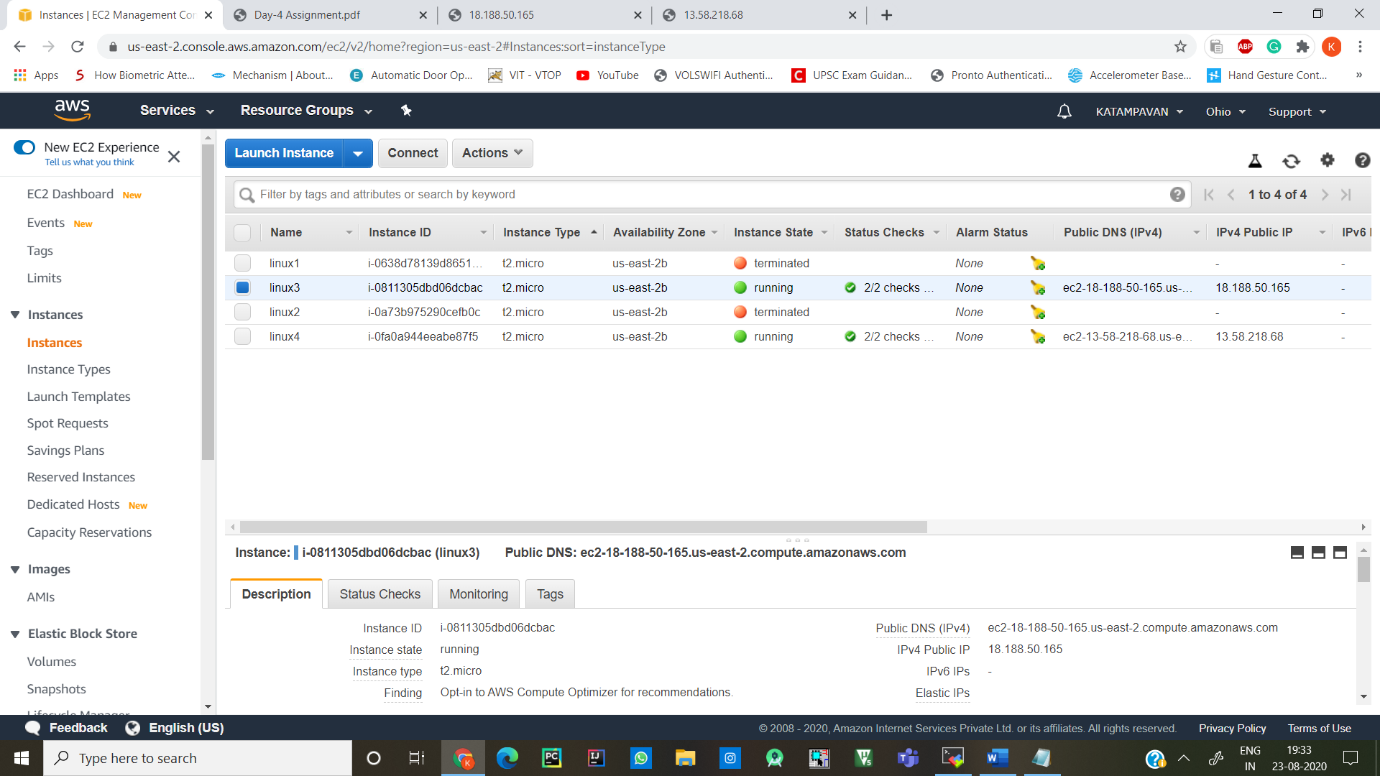 Instances | EC2 Management Con
Day-4 Assignment.pdf
18.188.50.165
13.58.218.68
us-east-2.console.aws.amazon.com/ec2/v2/home?region=us-east-2#Instances:sort=instanceType
ABP
K
Apps
How Biometric Atte...
Mechanism | About...
Automatic Door Op...
VIT - VTOP
YouTube
VOLSWIFI Authenti...
UPSC Exam Guidan...
Pronto Authenticati...
Accelerometer Base...
Hand Gesture Cont...
aws
Services
Resource Groups
KATAMPAVAN
Ohio
Support
New EC2 Experience
Tell us what you think
EC2 Dashboard New
Events New
Tags
Limits
Instances
Instances
Instance Types
Launch Templates
Spot Requests
Savings Plans
Reserved Instances
Dedicated Hosts New
Capacity Reservations
Images
AMIs
Elastic Block Store
Volumes
Snapshots
Lifecycle Manager
Launch Instance
Connect
Actions
Filter by tags and attributes or search by keyword
1 to 4 of 4
Name Instance ID Instance Type Availability Zone Instance State Status Checks Alarm Status Public DNS (IPv4) IPv4 Public IP IPv6 I
linux1 i-0638d78139d8651... t2.micro us-east-2b terminated None - -
linux3 i-0811305dbd06dcbac t2.micro us-east-2b running 2/2 checks ... None ec2-18-188-50-165.us-... 18.188.50.165 -
linux2 i-0a73b975290cefb0c t2.micro us-east-2b terminated None - -
linux4 i-0fa0a944eeabe87f5 t2.micro us-east-2b running 2/2 checks ... None ec2-13-58-218-68.us-e... 13.58.218.68 -
Instance: i-0811305dbd06dcbac (linux3) Public DNS: ec2-18-188-50-165.us-east-2.compute.amazonaws.com
Description
Status Checks
Monitoring
Tags
Instance ID i-0811305dbd06dcbac
Public DNS (IPv4) ec2-18-188-50-165.us-east-2.compute.amazonaws.com
Instance state running
IPv4 Public IP 18.188.50.165
Instance type t2.micro
IPv6 IPs -
Finding Opt-in to AWS Compute Optimizer for recommendations.
Elastic IPs
Feedback
English (US)
© 2008 - 2020, Amazon Internet Services Private Ltd. or its affiliates. All rights reserved.
Privacy Policy
Terms of Use
Type here to search
ENG
IN
19:33
23-08-2020